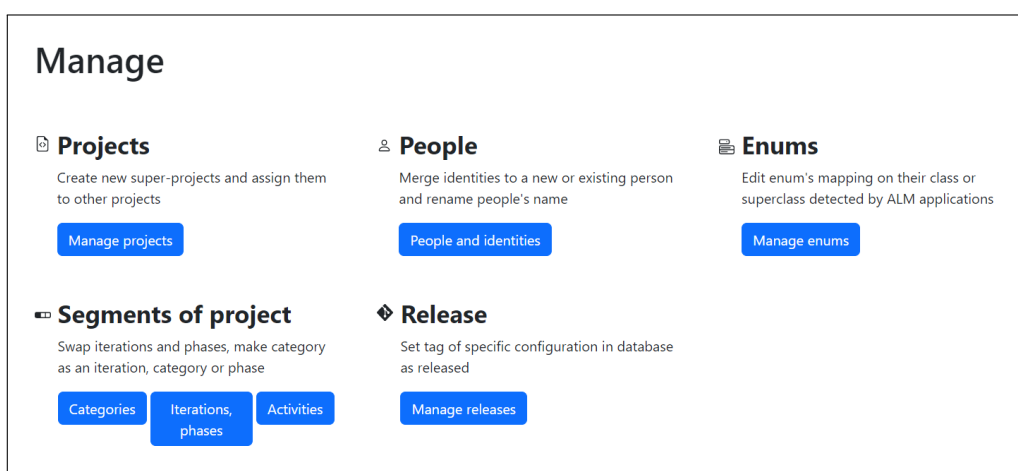 Manage
Projects
Create new super-projects and assign them
to other projects
Manage projects
People
Merge identities to a new or existing person
and rename people's name
People and identities
Enums
Edit enum's mapping on their class or
superclass detected by ALM applications
Manage enums
Segments of project
Swap iterations and phases, make category
as an iteration, category or phase
Categories
Iterations,
phases
Activities
Release
Set tag of specific configuration in database
as released
Manage releases